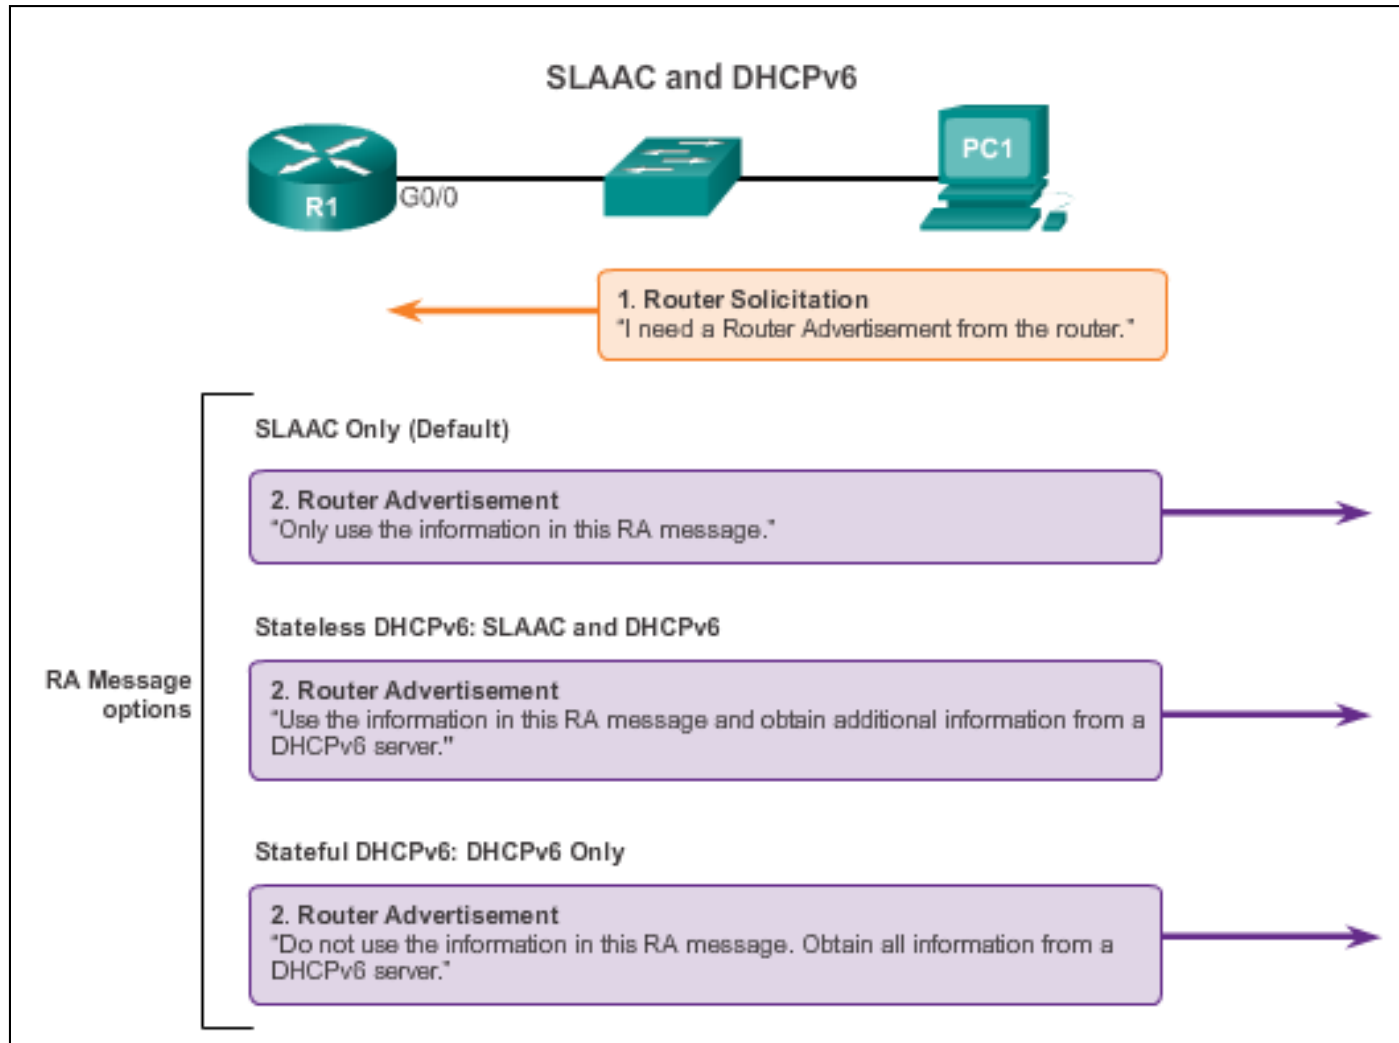 SLAAC and DHCPv6
PC1
R1
G0/0
1. Router Solicitation
"I need a Router Advertisement from the router."
SLAAC Only (Default)
2. Router Advertisement
"Only use the information in this RA message."
Stateless DHCPv6: SLAAC and DHCPv6
RA Message
options
2. Router Advertisement
"Use the information in this RA message and obtain additional information from a
DHCPv6 server."
Stateful DHCPv6: DHCPv6 Only
2. Router Advertisement
"Do not use the information in this RA message. Obtain all information from a
DHCPv6 server."